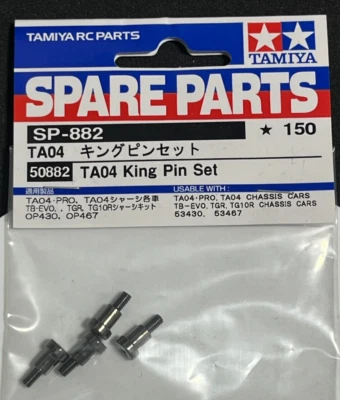 TAMIYA RC PARTS
TAMIYA
SPARE PARTS
SP-882
★ 150
TA04 キングピンセット
50882 TA04 King Pin Set
適用製品
USABLE WITH :
TA04-PRO, TA04シャーシ各車
TB-EVO., TGR, TG10Rシャーシキット
OP430, OP467
TA04-PRO, TA04 CHASSIS CARS
TB-EVO., TGR, TG10R CHASSIS CARS
53430, 53467